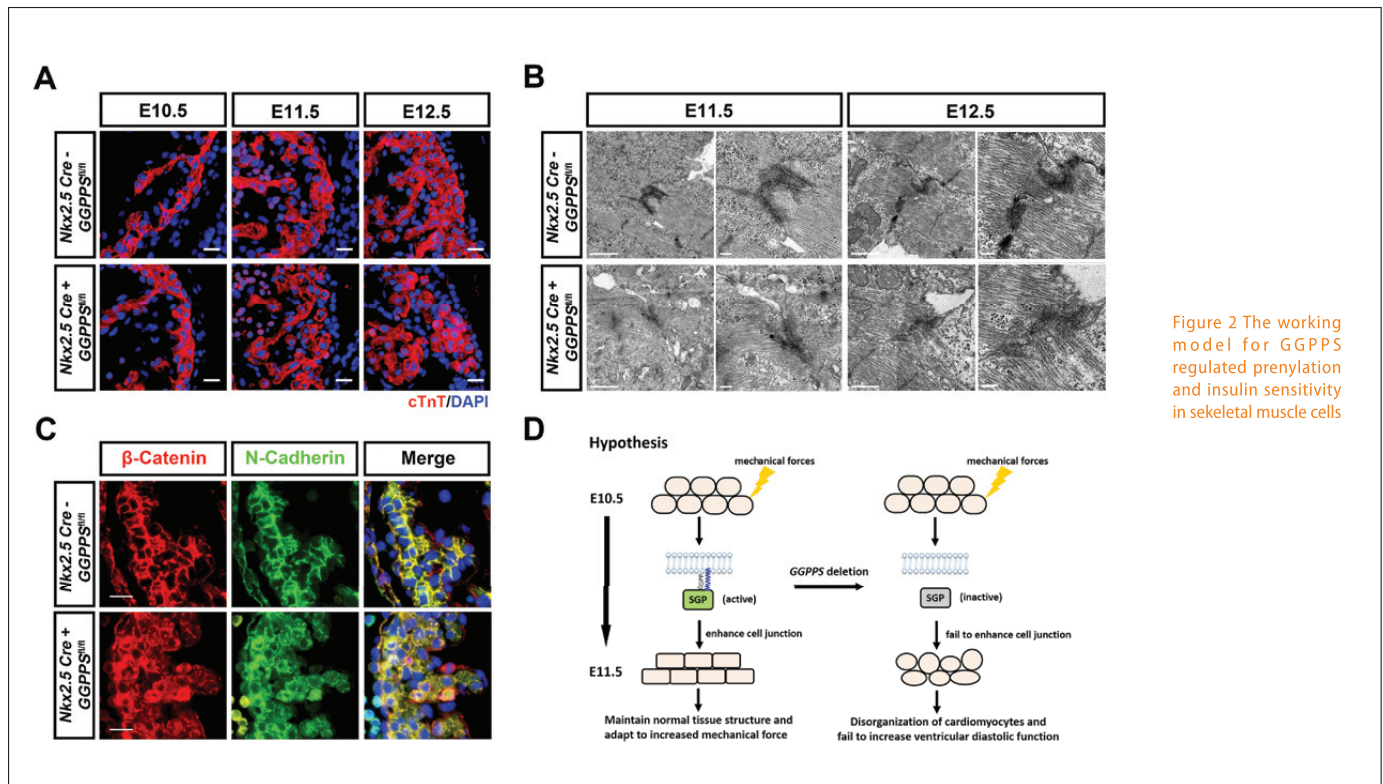 A
E10.5
E11.5
E12.5
Nkx2.5 Cre -
GGPPSfl/fl
Nkx2.5 Cre +
GGPPSfl/fl
cTnT/DAPI
B
E11.5
E12.5
Nkx2.5 Cre -
GGPPSfl/fl
Nkx2.5 Cre +
GGPPSfl/fl
C
β-Catenin
N-Cadherin
Merge
Nkx2.5 Cre -
GGPPSfl/fl
Nkx2.5 Cre +
GGPPSfl/fl
D
Hypothesis
mechanical forces
mechanical forces
E10.5
GGPPS deletion
SGP
(active)
SGP
(inactive)
enhance cell junction
fail to enhance cell junction
E11.5
Maintain normal tissue structure and
adapt to increased mechanical force
Disorganization of cardiomyocytes and
fail to increase ventricular diastolic function
Figure 2 The working
model for GGPPS
regulated prenylation
and insulin sensitivity
in sekeletal muscle cells